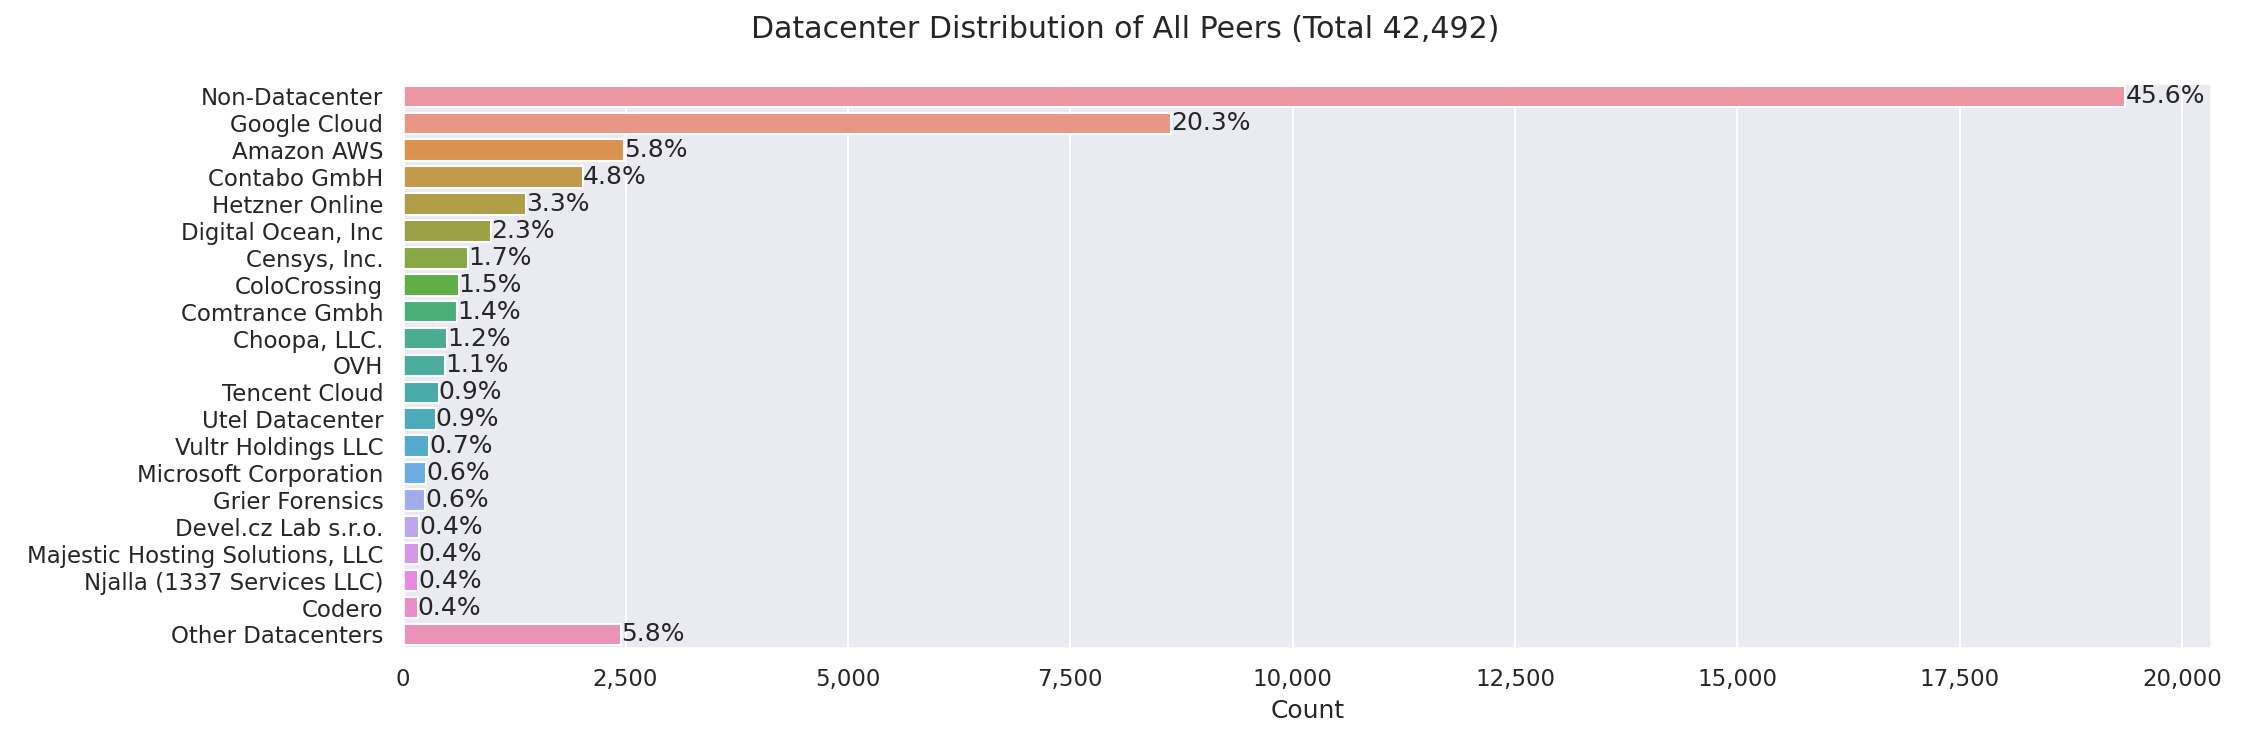 Datacenter Distribution of All Peers (Total 42,492)
Non-Datacenter 45.6%
Google Cloud 20.3%
Amazon AWS 5.8%
Contabo GmbH 4.8%
Hetzner Online 3.3%
Digital Ocean, Inc 2.3%
Censys, Inc. 1.7%
ColoCrossing 1.5%
Comtrance Gmbh 1.4%
Choopa, LLC. 1.2%
OVH 1.1%
Tencent Cloud 0.9%
Utel Datacenter 0.9%
Vultr Holdings LLC 0.7%
Microsoft Corporation 0.6%
Grier Forensics 0.6%
Devel.cz Lab s.r.o. 0.4%
Majestic Hosting Solutions, LLC 0.4%
Njalla (1337 Services LLC) 0.4%
Codero 0.4%
Other Datacenters 5.8%
0 2,500 5,000 7,500 10,000 12,500 15,000 17,500 20,000
Count